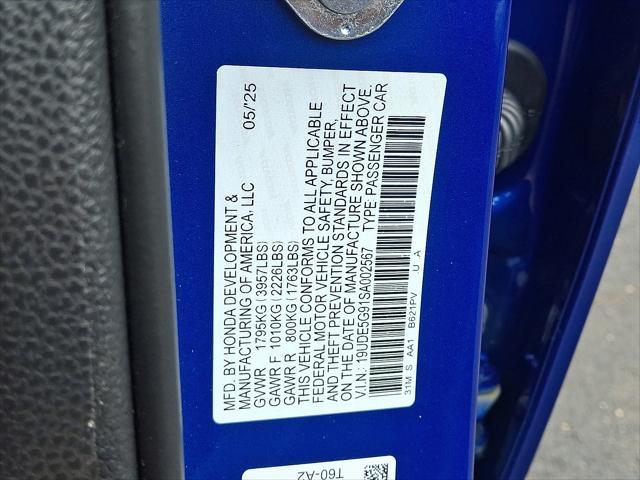 MFD. BY HONDA DEVELOPMENT &
MANUFACTURING OF AMERICA, LLC 05/'25
GVWR 1795KG (3957LBS)
GAWR F 1010KG (2226LBS)
GAWR R 800KG (1763LBS)
THIS VEHICLE CONFORMS TO ALL APPLICABLE
FEDERAL MOTOR VEHICLE SAFETY, BUMPER,
AND THEFT PREVENTION STANDARDS IN EFFECT
ON THE DATE OF MANUFACTURE SHOWN ABOVE.
V.I.N.: 19UDE5G91SA002567 TYPE: PASSENGER CAR
31M S AA1 B621PV .U .A
T60-A2